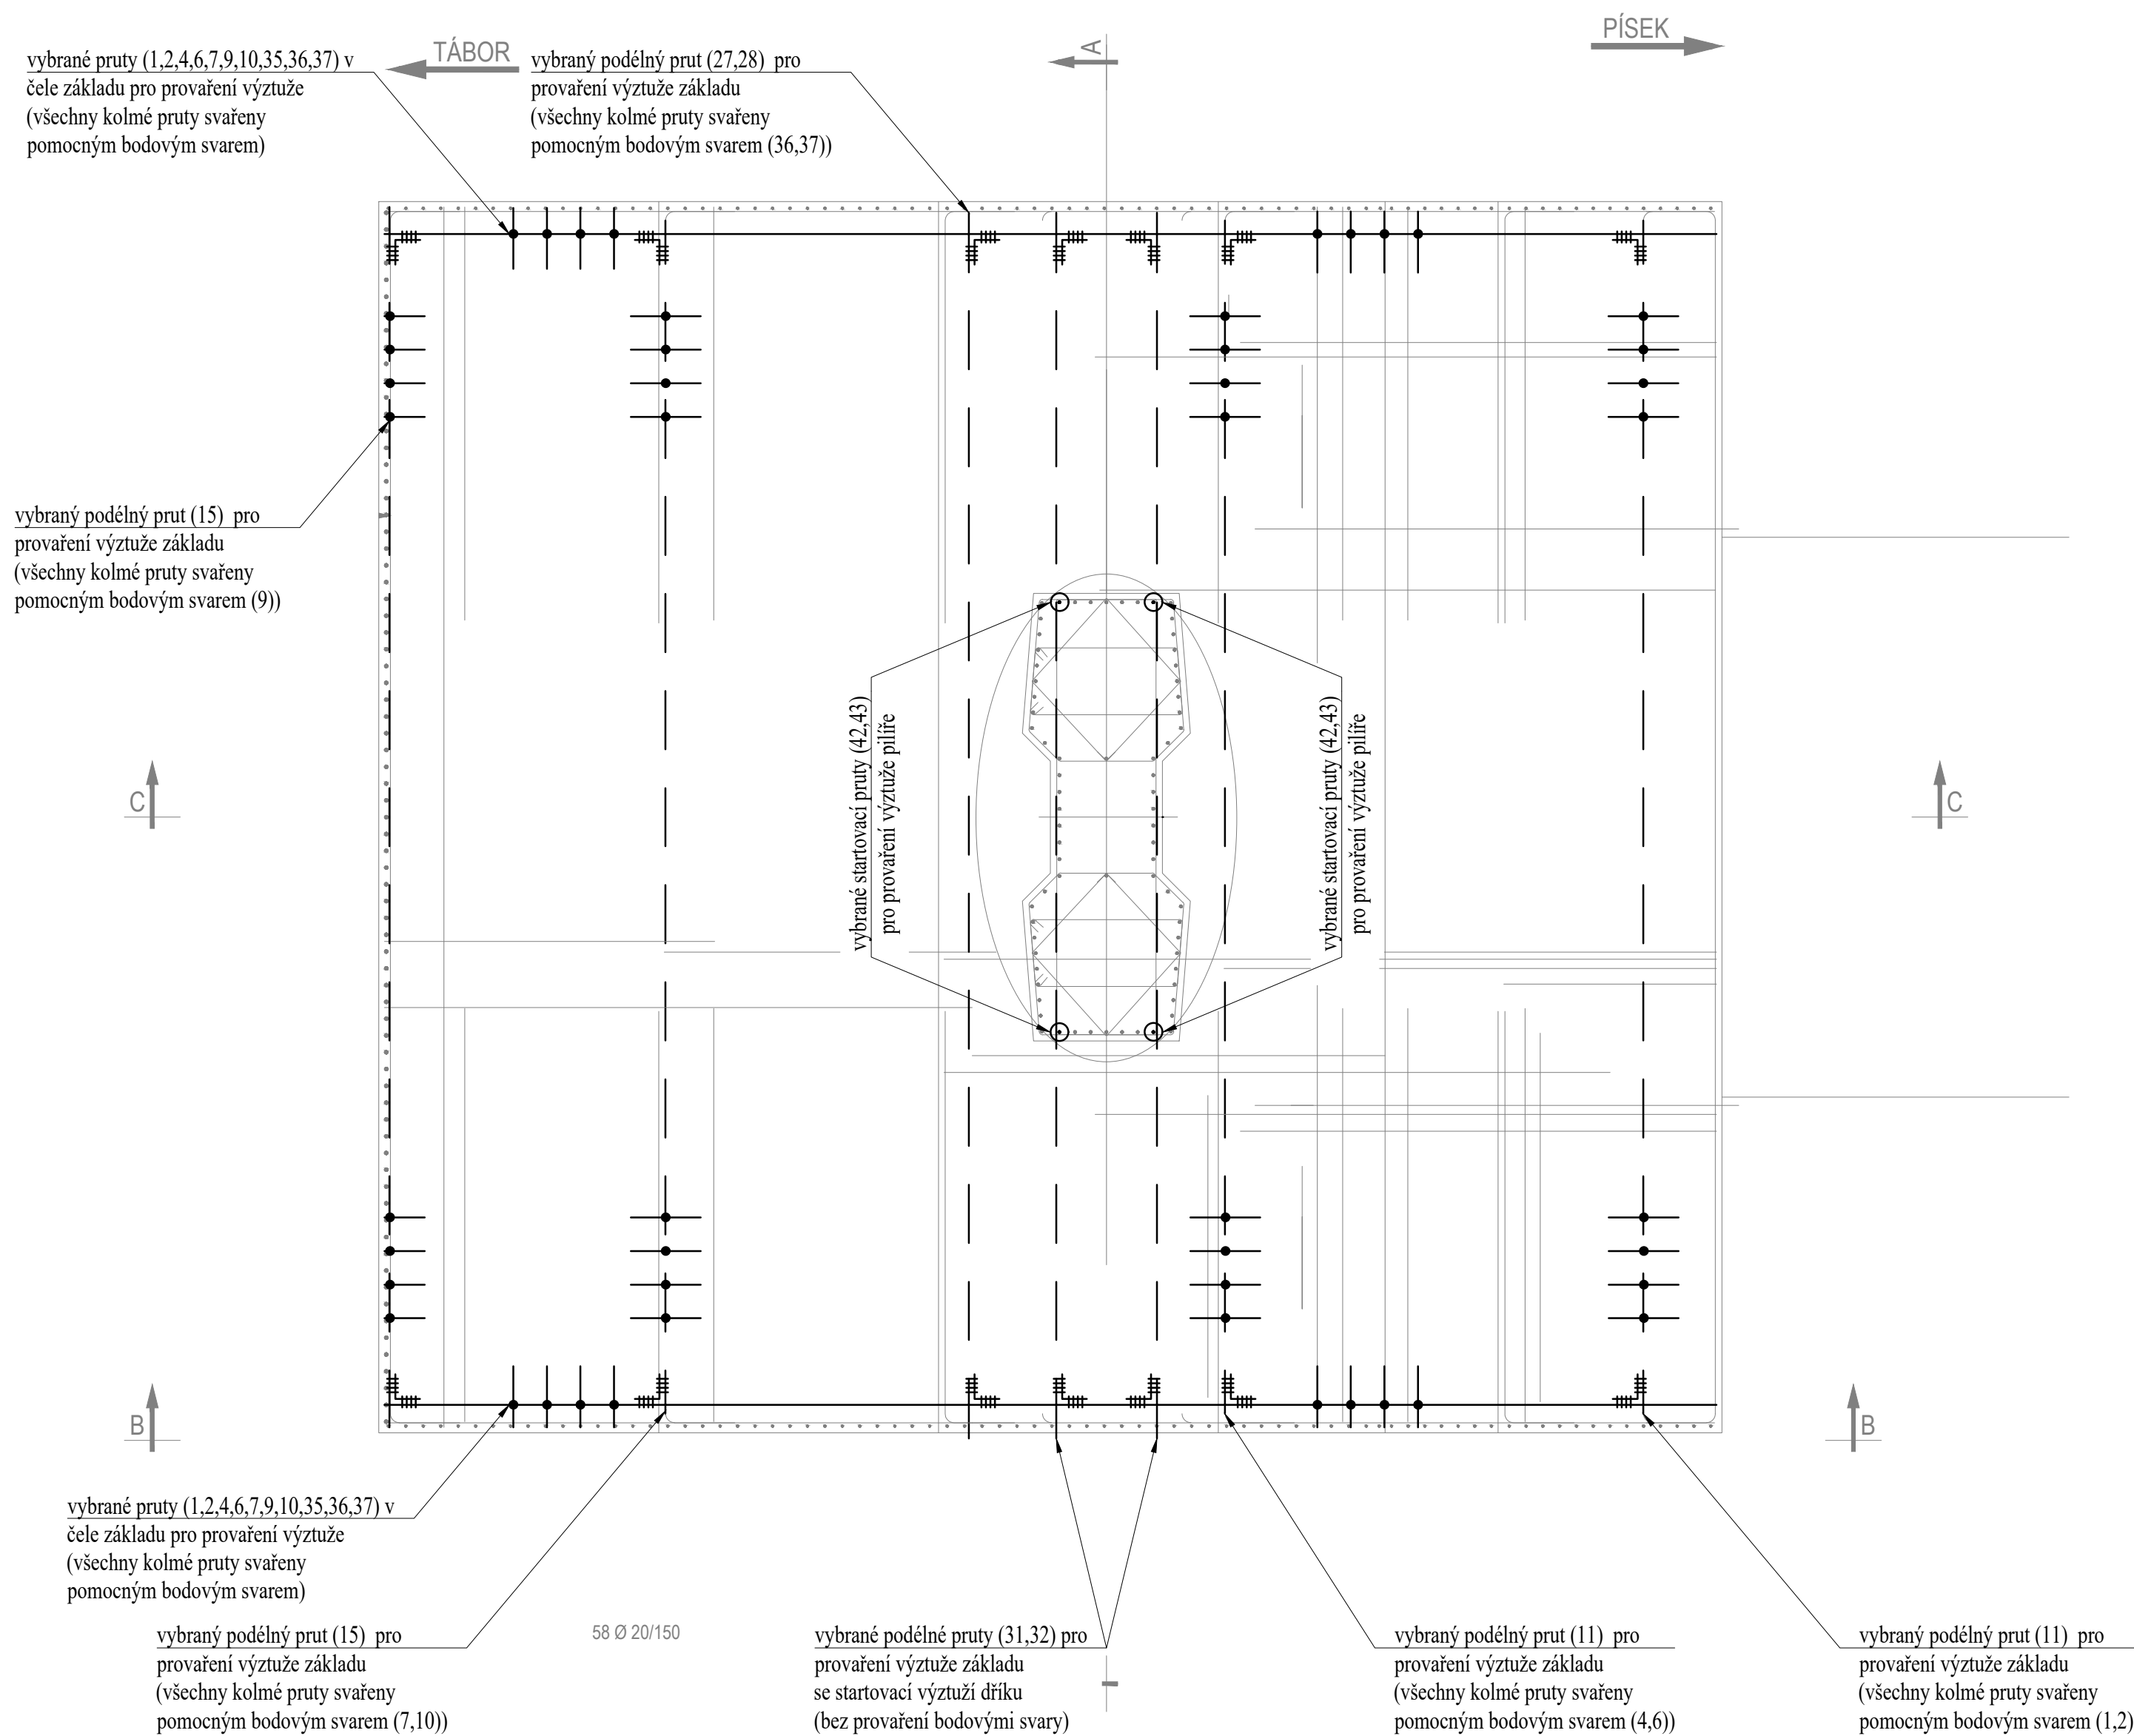 PÍSEK
TÁBOR
A
vybrané pruty (1,2,4,6,7,9,10,35,36,37) v
čele základu pro provaření výztuže
(všechny kolmé pruty svařeny
pomocným bodovým svarem)
vybraný podélný prut (27,28) pro
provaření výztuže základu
(všechny kolmé pruty svařeny
pomocným bodovým svarem (36,37))
vybraný podélný prut (15) pro
provaření výztuže základu
(všechny kolmé pruty svařeny
pomocným bodovým svarem (9))
vybrané startovací pruty (42,43)
pro provaření výztuže pilíře
vybrané startovací pruty (42,43)
pro provaření výztuže pilíře
C
C
B
B
vybrané pruty (1,2,4,6,7,9,10,35,36,37) v
čele základu pro provaření výztuže
(všechny kolmé pruty svařeny
pomocným bodovým svarem)
vybraný podélný prut (15) pro
provaření výztuže základu
(všechny kolmé pruty svařeny
pomocným bodovým svarem (7,10))
58 Ø 20/150
vybrané podélné pruty (31,32) pro
provaření výztuže základu
se startovací výztuží dříku
(bez provaření bodovými svary)
vybraný podélný prut (11) pro
provaření výztuže základu
(všechny kolmé pruty svařeny
pomocným bodovým svarem (4,6))
vybraný podélný prut (11) pro
provaření výztuže základu
(všechny kolmé pruty svařeny
pomocným bodovým svarem (1,2)